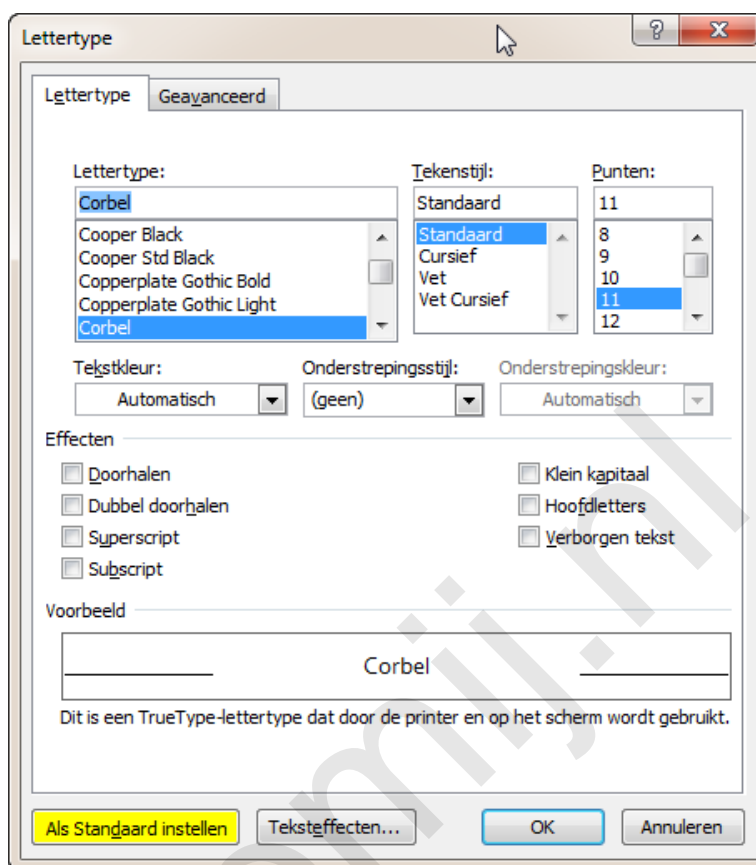 Lettertype
Lettertype Geavanceerd
Lettertype: Tekenstijl: Punten:
Corbel Standaard 11
Cooper Black Standaard 8
Cooper Std Black Cursief 9
Copperplate Gothic Bold Vet 10
Copperplate Gothic Light Vet Cursief 11
Corbel 12
Tekstkleur: Onderstrepingsstijl: Onderstrepingskleur:
Automatisch (geen) Automatisch
Effecten
Doorhalen Klein kapitaal
Dubbel doorhalen Hoofdletters
Superscript Verborgen tekst
Subscript
Voorbeeld
Corbel
Dit is een TrueType-lettertype dat door de printer en op het scherm wordt gebruikt.
Als Standaard instellen Teksteffecten... OK Annuleren
mij.nl